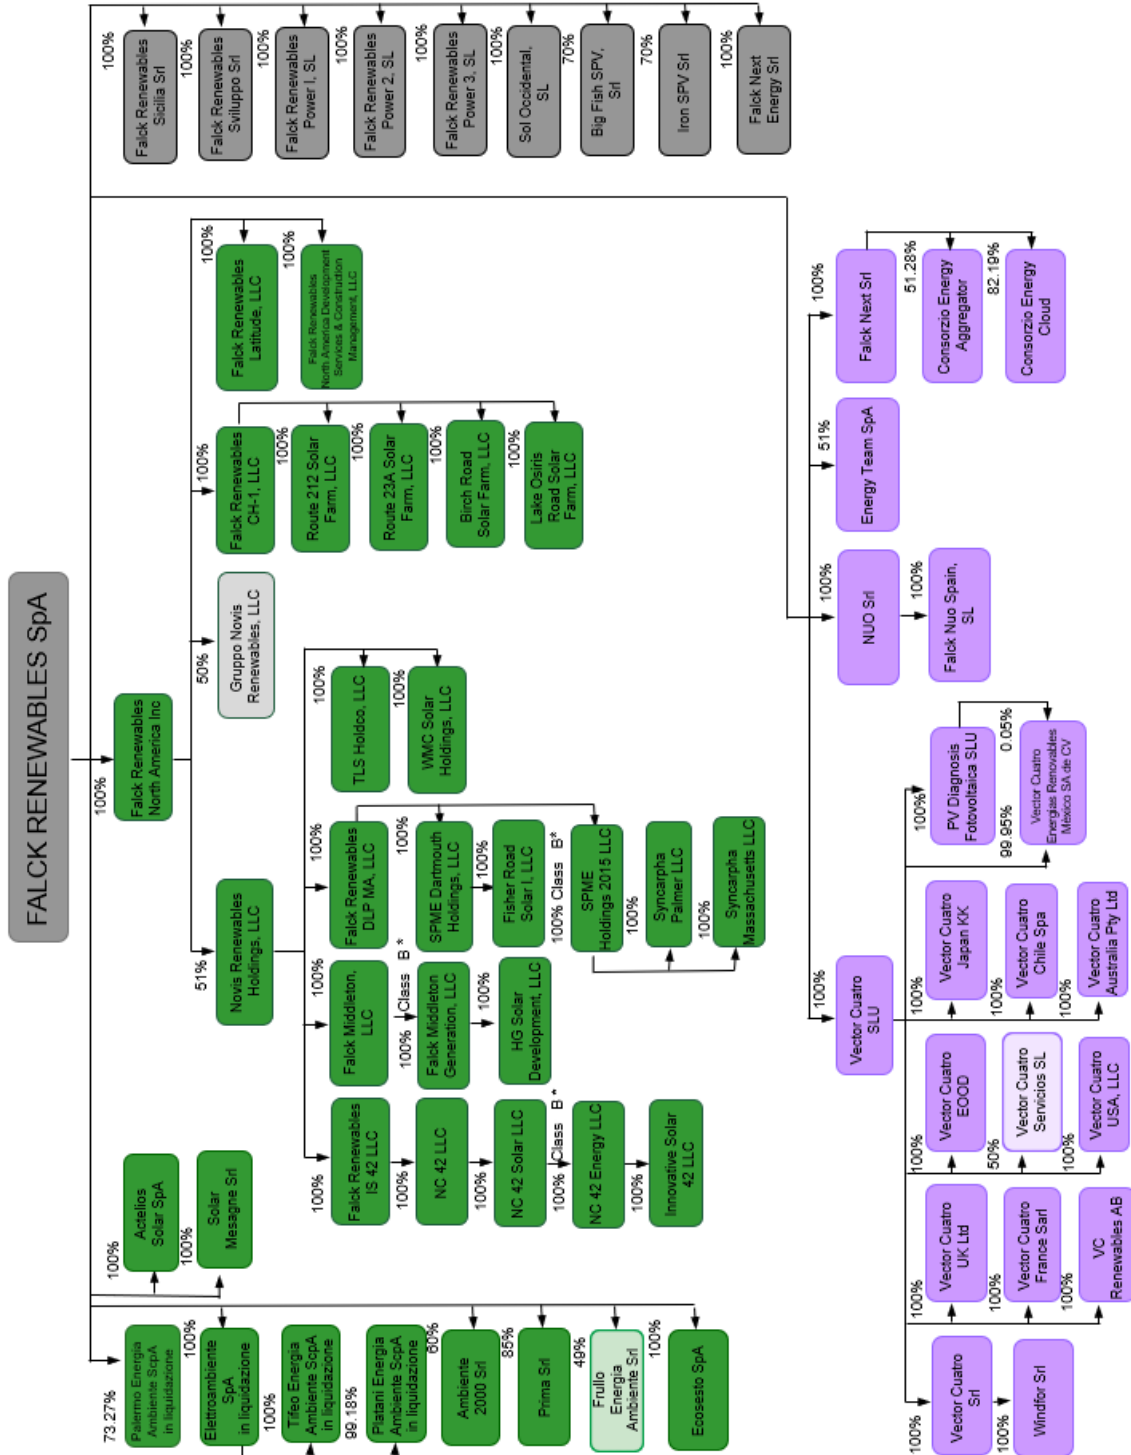 FALCK RENEWABLES SpA
73.27%
Palermo Energia
Ambiente ScpA
in liquidazione
100%
Elettroambiente
SpA
in liquidazione
100%
Tifeo Energia
Ambiente ScpA
in liquidazione
99.18%
Platani Energia
Ambiente ScpA
in liquidazione
60%
Ambiente
2000 Srl
85%
Prima Srl
49%
Frullo
Energia
Ambiente Srl
100%
Ecosesto SpA
100%
Actelios
Solar SpA
100%
Solar
Mesagne Srl
100%
Falck Renewables
North America Inc
51%
Novis Renewables
Holdings, LLC
100%
Falck Renewables
IS 42 LLC
100%
NC 42 LLC
100%
NC 42 Solar LLC
100% Class B*
NC 42 Energy LLC
100%
Innovative Solar
42 LLC
100%
Falck Middleton,
LLC
100% Class B*
Falck Middleton
Generation, LLC
100%
HG Solar
Development, LLC
100%
Falck Renewables
DLP MA, LLC
100%
SPME Dartmouth
Holdings, LLC
100%
Fisher Road
Solar I, LLC
100% Class B*
SPME
Holdings 2015 LLC
100%
Syncarpha
Palmer LLC
100%
Syncarpha
Massachusetts LLC
100%
TLS Holdco, LLC
100%
WMC Solar
Holdings, LLC
50%
Gruppo Novis
Renewables, LLC
100%
Falck Renewables
CH-1, LLC
100%
Route 212 Solar
Farm, LLC
100%
Route 23A Solar
Farm, LLC
100%
Birch Road
Solar Farm, LLC
100%
Lake Osiris
Road Solar
Farm, LLC
100%
Falck Renewables
Latitude, LLC
100%
Falck Renewables
North America Development
Services & Construction
Management, LLC
100%
Falck Renewables
Sicilia Srl
100%
Falck Renewables
Sviluppo Srl
100%
Falck Renewables
Power I, SL
100%
Falck Renewables
Power 2, SL
100%
Falck Renewables
Power 3, SL
100%
Sol Occidental,
SL
70%
Big Fish SPV,
Srl
70%
Iron SPV Srl
100%
Falck Next
Energy Srl
100%
Vector Cuatro
SLU
100%
Vector Cuatro
Srl
100%
Windfor Srl
100%
Vector Cuatro
UK Ltd
100%
Vector Cuatro
France Sarl
100%
VC
Renewables AB
100%
Vector Cuatro
EOOD
50%
Vector Cuatro
Servicios SL
100%
Vector Cuatro
USA, LLC
100%
Vector Cuatro
Japan KK
100%
Vector Cuatro
Chile Spa
100%
Vector Cuatro
Australia Pty Ltd
100%
PV Diagnosis
Fotovoltaica SLU
99.95% 0.05%
Vector Cuatro
Energías Renovables
México SA de CV
100%
NUO Srl
100%
Falck Nuo Spain,
SL
51%
Energy Team SpA
100%
Falck Next Srl
51.28%
Consorzio Energy
Aggregator
82.19%
Consorzio Energy
Cloud